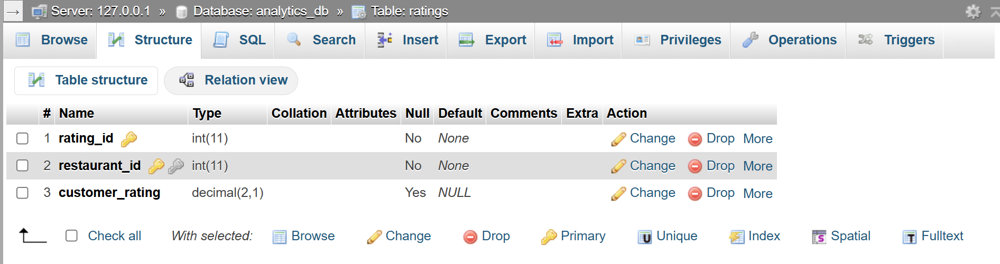 Server: 127.0.0.1 » Database: analytics_db » Table: ratings
Browse Structure SQL Search Insert Export Import Privileges Operations Triggers
Table structure Relation view
# Name Type Collation Attributes Null Default Comments Extra Action
1 rating_id int(11) No None Change Drop More
2 restaurant_id int(11) No None Change Drop More
3 customer_rating decimal(2,1) Yes NULL Change Drop More
Check all With selected: Browse Change Drop Primary Unique Index Spatial Fulltext